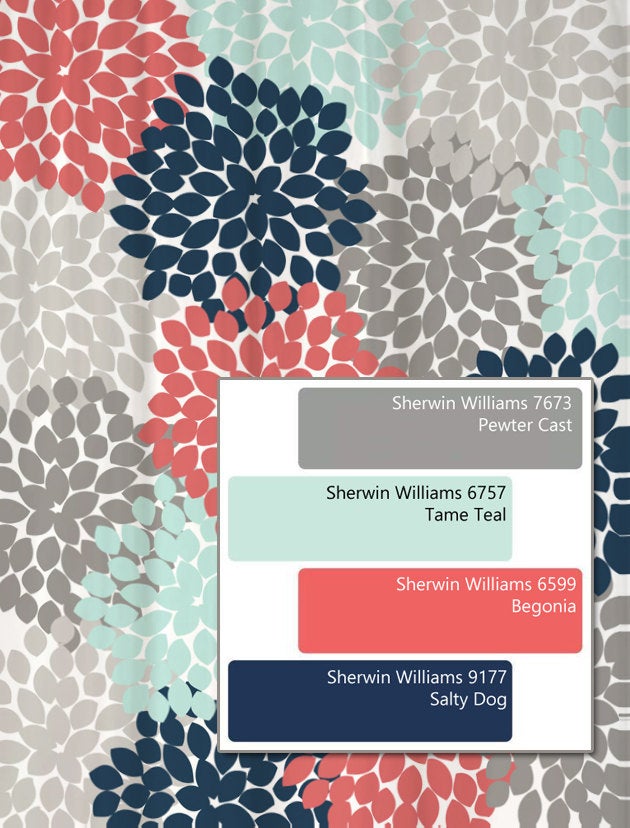 Sherwin Williams 7673
Pewter Cast
Sherwin Williams 6757
Tame Teal
Sherwin Williams 6599
Begonia
Sherwin Williams 9177
Salty Dog